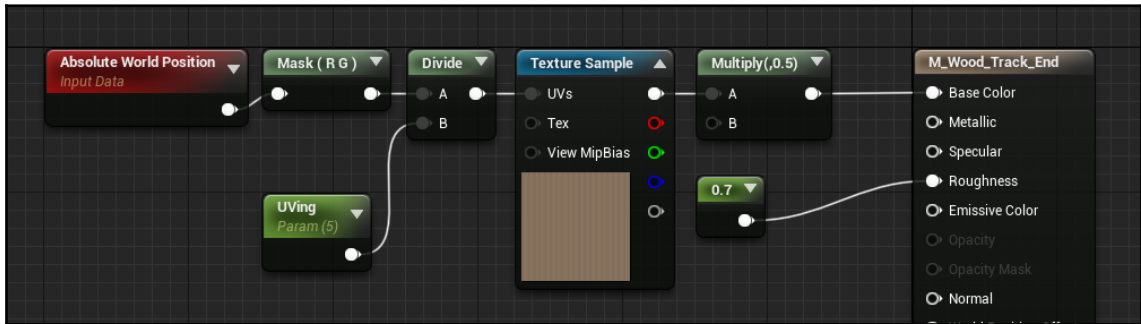 Absolute World Position
Input Data
Mask ( R G )
Divide
A
B
UVing
Param (5)
Texture Sample
UVs
Tex
View MipBias
Multiply(,0.5)
A
B
0.7
M_Wood_Track_End
Base Color
Metallic
Specular
Roughness
Emissive Color
Opacity
Opacity Mask
Normal